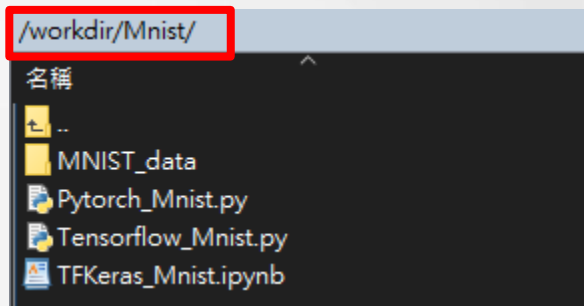 /workdir/Mnist/
名稱
..
MNIST_data
Pytorch_Mnist.py
Tensorflow_Mnist.py
TFKeras_Mnist.ipynb